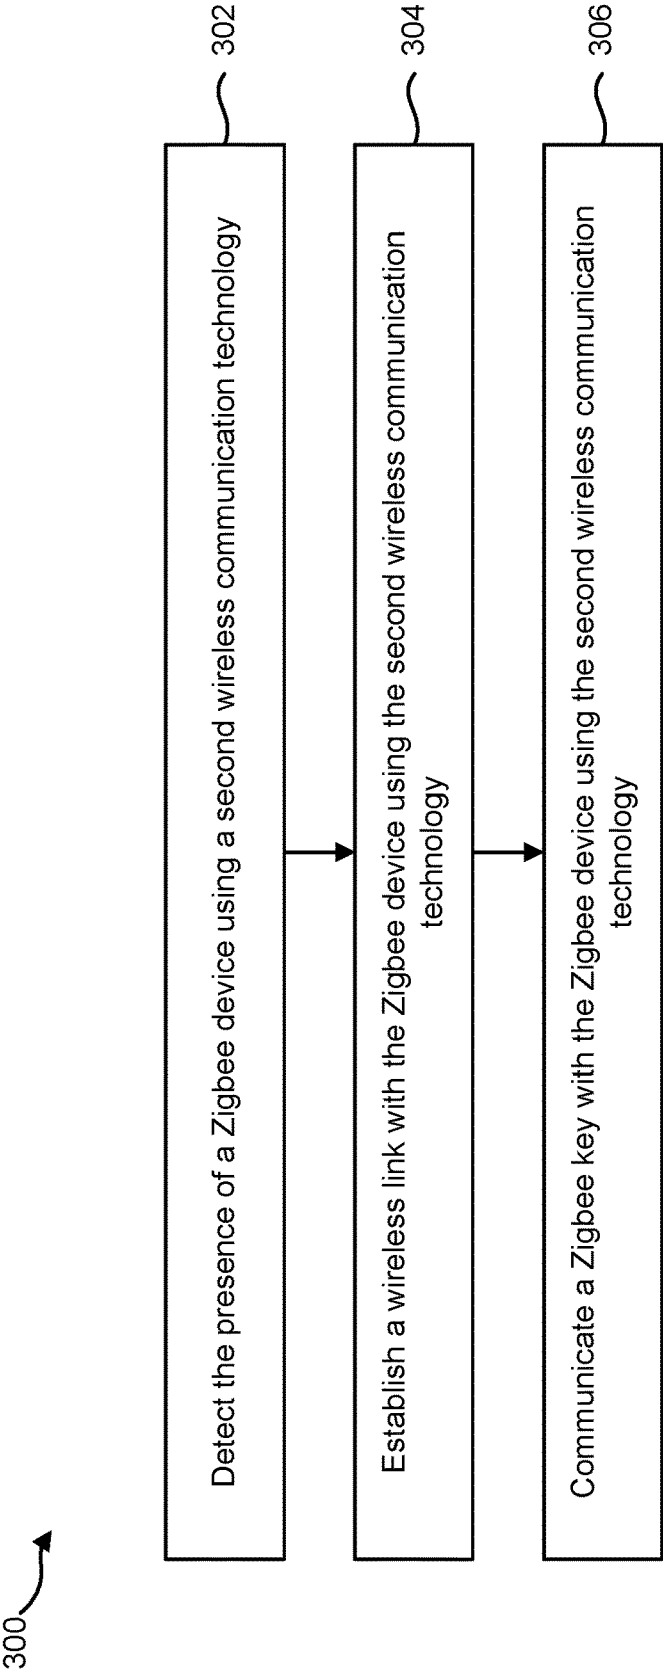 300
302
Detect the presence of a Zigbee device using a second wireless communication technology
304
Establish a wireless link with the Zigbee device using the second wireless communication
technology
306
Communicate a Zigbee key with the Zigbee device using the second wireless communication
technology